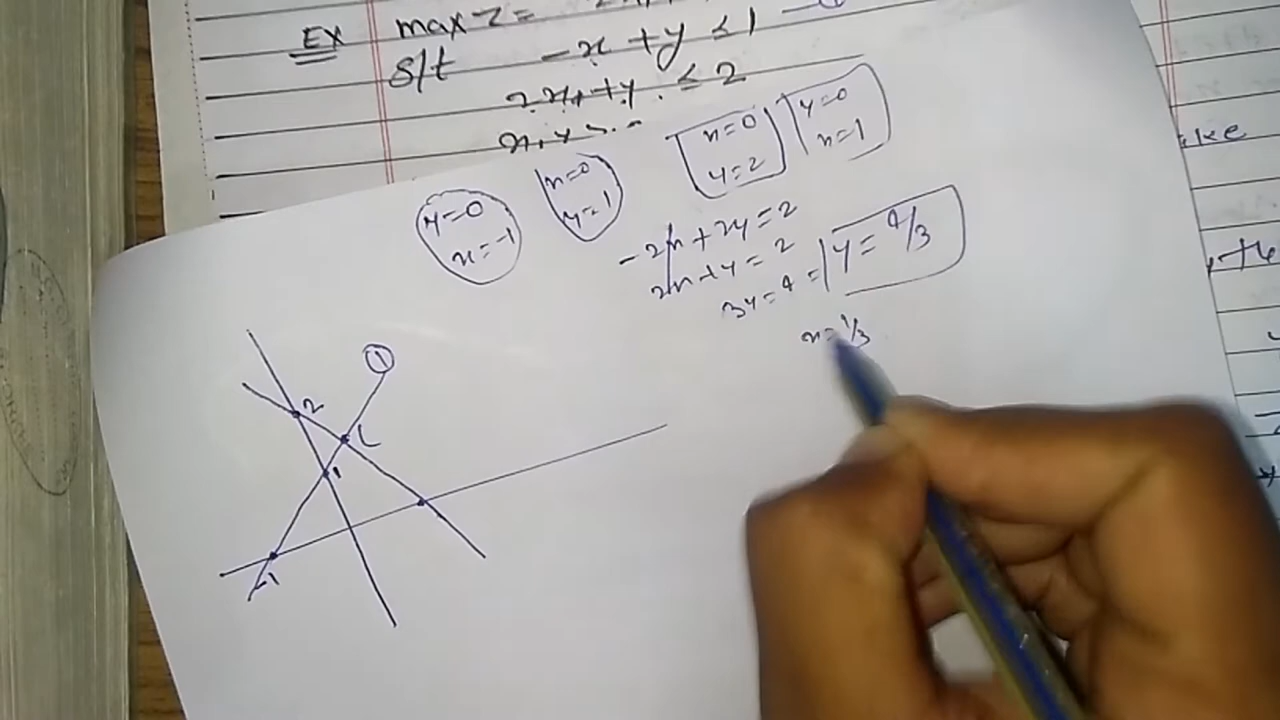 EX max Z =
s/t -x + y ≤ 1
2x + y ≤ 2
x, y
y=0
x=-1
x=0
y=1
x=0
y=2
y=0
x=1
-2x + 2y = 2
2x + y = 2
3y = 4 = y = 4/3
x = 1/3
1
2
L
1
-1